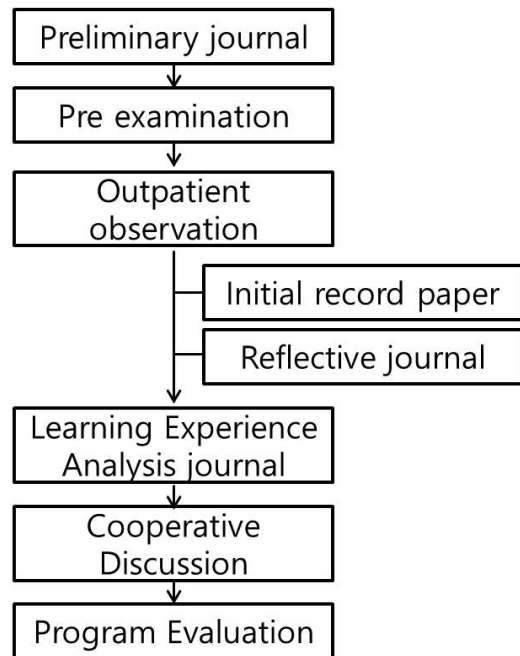 Preliminary journal
Pre examination
Outpatient
observation
Initial record paper
Reflective journal
Learning Experience
Analysis journal
Cooperative
Discussion
Program Evaluation